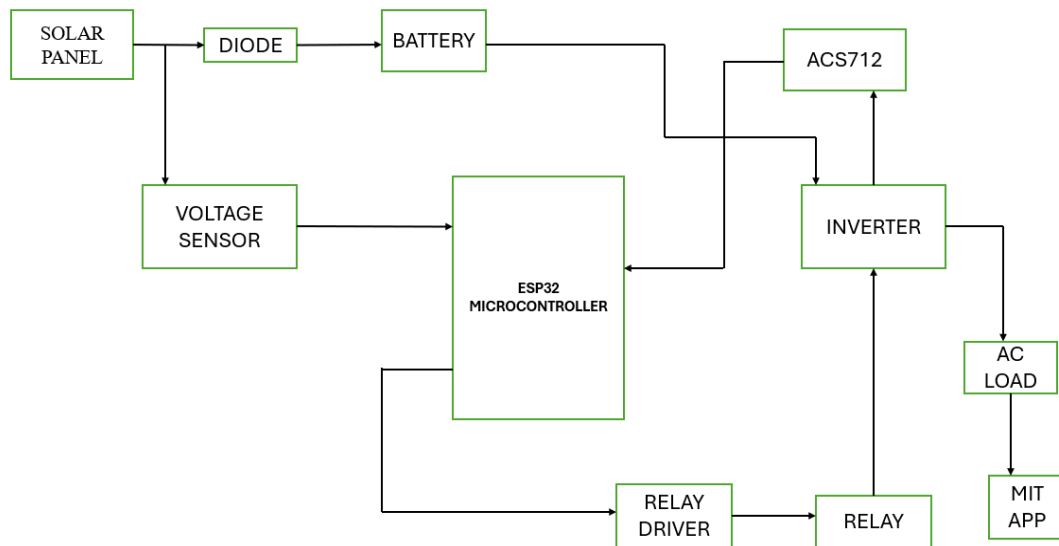 SOLAR
PANEL
DIODE
BATTERY
ACS712
VOLTAGE
SENSOR
ESP32
MICROCONTROLLER
INVERTER
AC
LOAD
RELAY
DRIVER
RELAY
MIT
APP